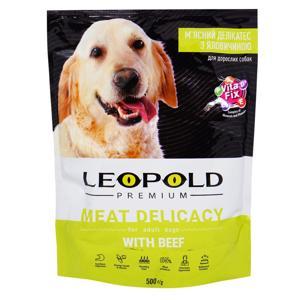 М'ЯСНИЙ ДЕЛІКАТЕС
З ЯЛОВИЧИНОЮ
для дорослих собак
Vita
Fix
LEOPOLD
PREMIUM
MEAT DELICACY
for adult dogs
WITH BEEF
500 г/g